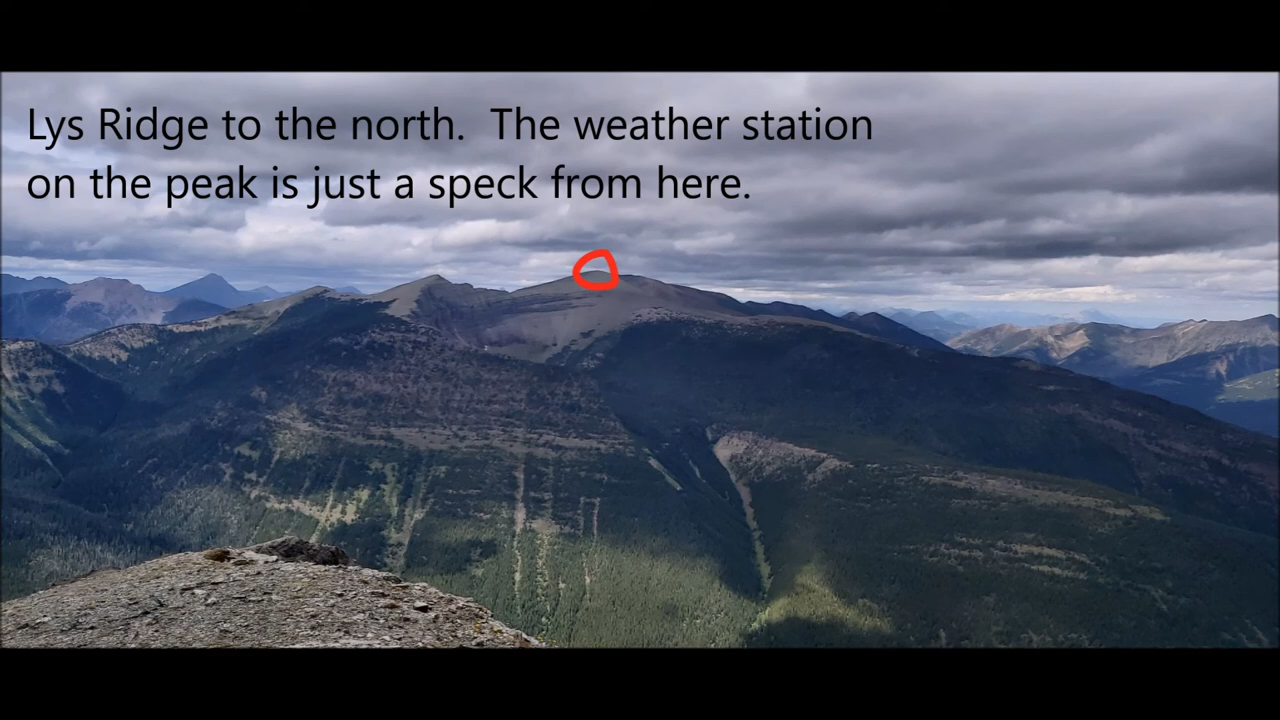 Lys Ridge to the north.  The weather station
on the peak is just a speck from here.